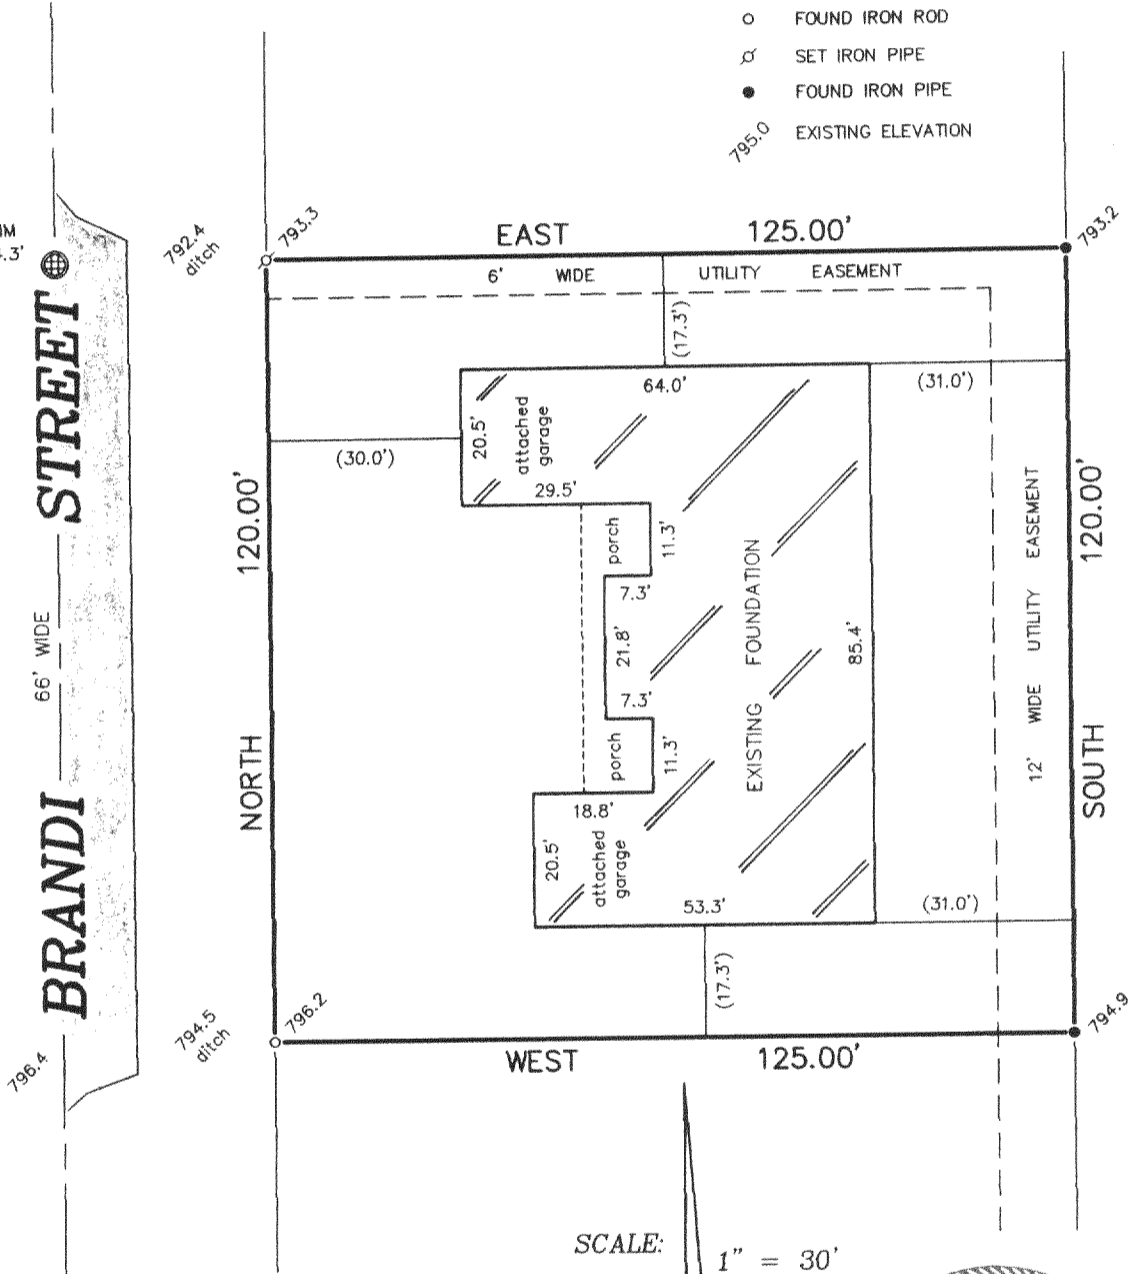 FOUND IRON ROD
SET IRON PIPE
FOUND IRON PIPE
795.0 EXISTING ELEVATION
792.4
ditch
793.3
EAST 125.00'
793.2
6' WIDE UTILITY EASEMENT
(17.3')
64.0'
(31.0')
20.5'
attached
garage
(30.0')
29.5'
porch
11.3'
7.3'
21.8'
7.3'
porch
11.3'
18.8'
20.5'
attached
garage
53.3'
EXISTING FOUNDATION
85.4'
(31.0')
(17.3')
NORTH 120.00'
12' WIDE UTILITY EASEMENT
SOUTH 120.00'
BRANDI STREET
66' WIDE
796.4
794.5
ditch
796.2
WEST 125.00'
794.9
SCALE:
1" = 30'